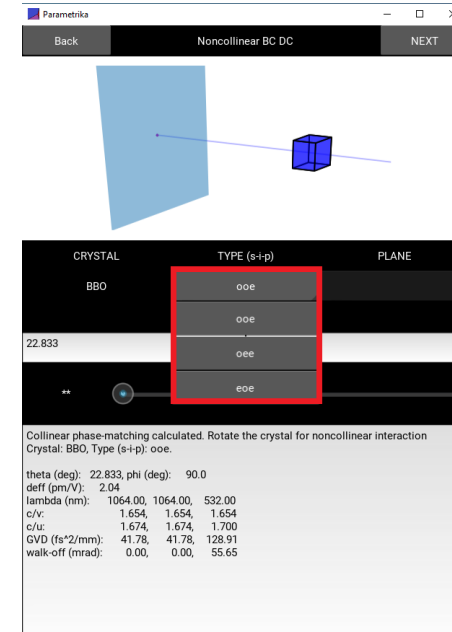 Parametrika
Back Noncollinear BC DC NEXT
CRYSTAL TYPE (s-i-p) PLANE
BBO ooe
ooe
22.833
oee
**
eoe
Collinear phase-matching calculated. Rotate the crystal for noncollinear interaction
Crystal: BBO, Type (s-i-p): ooe.
theta (deg): 22.833, phi (deg): 90.0
deff (pm/V): 2.04
lambda (nm): 1064.00, 1064.00, 532.00
c/v: 1.654, 1.654, 1.654
c/u: 1.674, 1.674, 1.700
GVD (fs^2/mm): 41.78, 41.78, 128.91
walk-off (mrad): 0.00, 0.00, 55.65